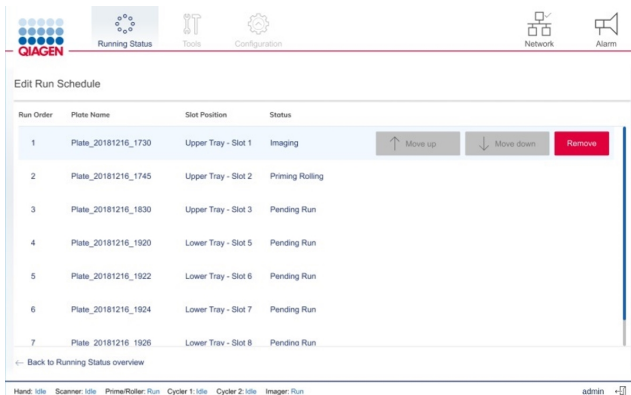 QIAGEN
Running Status
Tools
Configuration
Network
Alarm
Edit Run Schedule
Run Order Plate Name Slot Position Status
1 Plate_20181216_1730 Upper Tray - Slot 1 Imaging Move up Move down Remove
2 Plate_20181216_1745 Upper Tray - Slot 2 Priming Rolling
3 Plate_20181216_1830 Upper Tray - Slot 3 Pending Run
4 Plate_20181216_1920 Lower Tray - Slot 5 Pending Run
5 Plate_20181216_1922 Lower Tray - Slot 6 Pending Run
6 Plate_20181216_1924 Lower Tray - Slot 7 Pending Run
7 Plate_20181216_1926 Lower Tray - Slot 8 Pending Run
← Back to Running Status overview
Hand: Idle Scanner: Idle Prime/Roller: Run Cycler 1: Idle Cycler 2: Idle Imager: Run admin